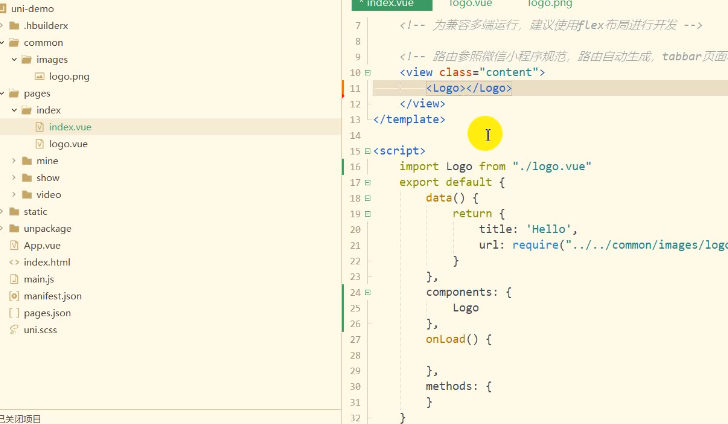 uni-demo
.hbuilderx
common
images
logo.png
pages
index
index.vue
logo.vue
mine
show
video
static
unpackage
App.vue
index.html
main.js
manifest.json
pages.json
uni.scss
已关闭项目
* index.vue
logo.vue
logo.png
7 <!-- 为兼容多端运行，建议使用flex布局进行开发 -->
8
9 <!-- 路由参照微信小程序规范，路由自动生成，tabbar页面
10 <view class="content">
11 <Logo></Logo>
12 </view>
13 </template>
14
15 <script>
16 import Logo from "./logo.vue"
17 export default {
18 data() {
19 return {
20 title: 'Hello',
21 url: require("../../common/images/logo
22 }
23 },
24 components: {
25 Logo
26 },
27 onLoad() {
28
29 },
30 methods: {
31 }
32 }